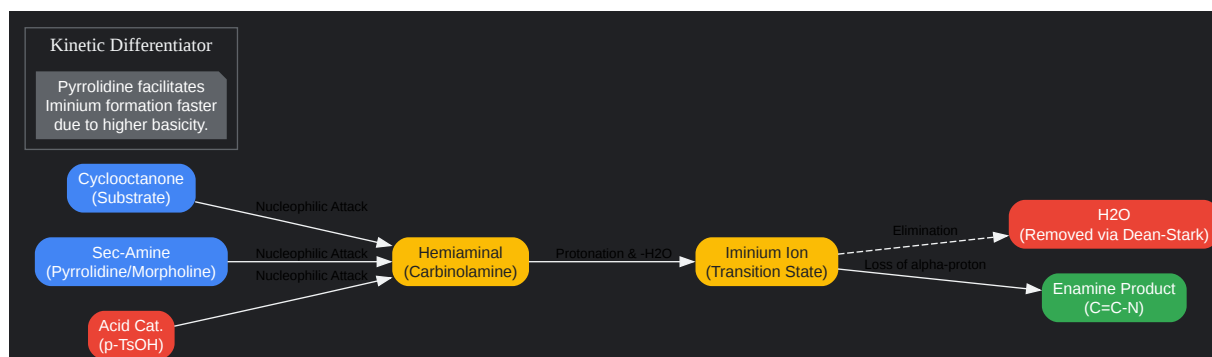 Kinetic Differentiator
Pyrrolidine facilitates
Iminium formation faster
due to higher basicity.
Cyclooctanone
(Substrate)
Nucleophilic Attack
Sec-Amine
(Pyrrolidine/Morpholine)
Nucleophilic Attack
Nucleophilic Attack
Acid Cat.
(p-TsOH)
Hemiaminal
(Carbinolamine)
Protonation & -H2O
Iminium Ion
(Transition State)
Elimination
H2O
(Removed via Dean-Stark)
Loss of alpha-proton
Enamine Product
(C=C-N)